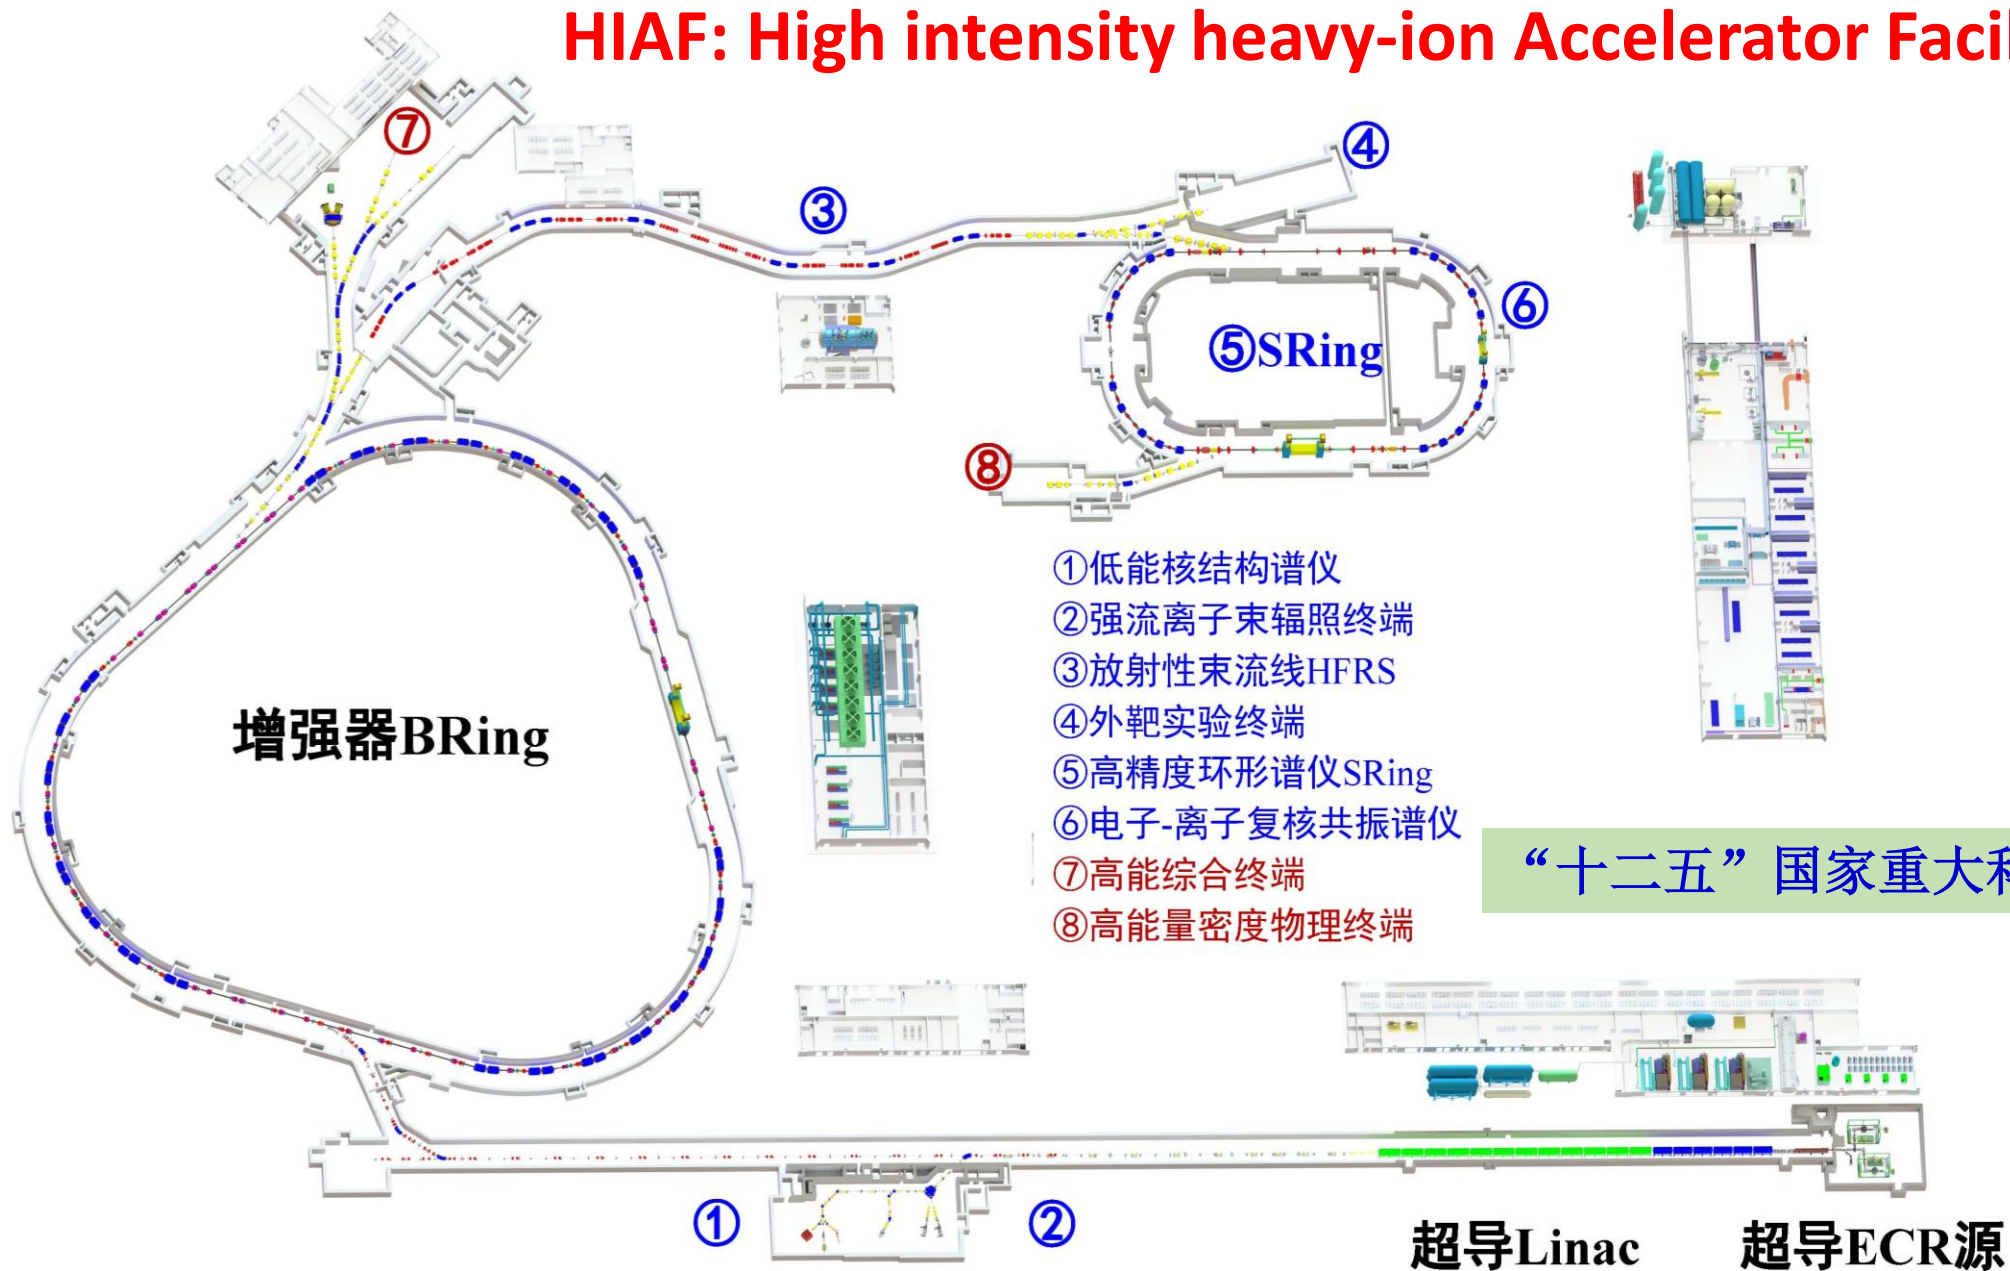 HIAF: High intensity heavy-ion Accelerator Facil
⑦
④
③
⑥
⑤SRing
⑧
①低能核结构谱仪
②强流离子束辐照终端
③放射性束流线HFRS
④外靶实验终端
⑤高精度环形谱仪SRing
⑥电子-离子复核共振谱仪
⑦高能综合终端
⑧高能量密度物理终端
增强器BRing
“十二五”国家重大科
①
②
超导Linac
超导ECR源